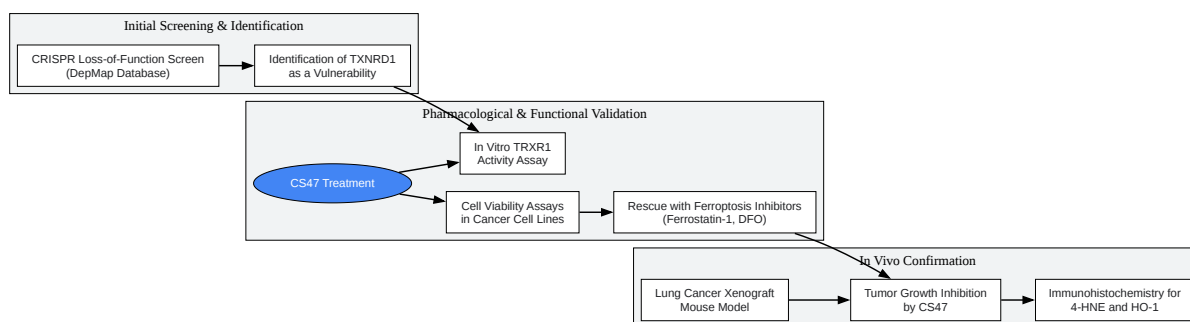 Initial Screening & Identification
CRISPR Loss-of-Function Screen
(DepMap Database)
Identification of TXNRD1
as a Vulnerability
Pharmacological & Functional Validation
In Vitro TRXR1
Activity Assay
CS47 Treatment
Cell Viability Assays
in Cancer Cell Lines
Rescue with Ferroptosis Inhibitors
(Ferrostatin-1, DFO)
In Vivo Confirmation
Lung Cancer Xenograft
Mouse Model
Tumor Growth Inhibition
by CS47
Immunohistochemistry for
4-HNE and HO-1